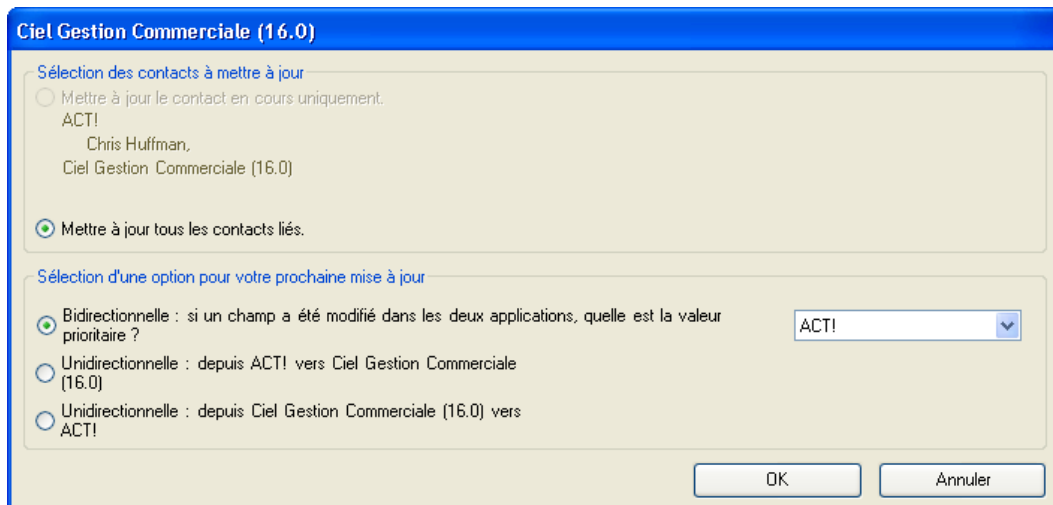 Ciel Gestion Commerciale (16.0)
Sélection des contacts à mettre à jour
Mettre à jour le contact en cours uniquement.
ACT!
Chris Huffman,
Ciel Gestion Commerciale (16.0)
Mettre à jour tous les contacts liés.
Sélection d'une option pour votre prochaine mise à jour
Bidirectionnelle : si un champ a été modifié dans les deux applications, quelle est la valeur
prioritaire ?
ACT!
Unidirectionnelle : depuis ACT! vers Ciel Gestion Commerciale
(16.0)
Unidirectionnelle : depuis Ciel Gestion Commerciale (16.0) vers
ACT!
OK
Annuler